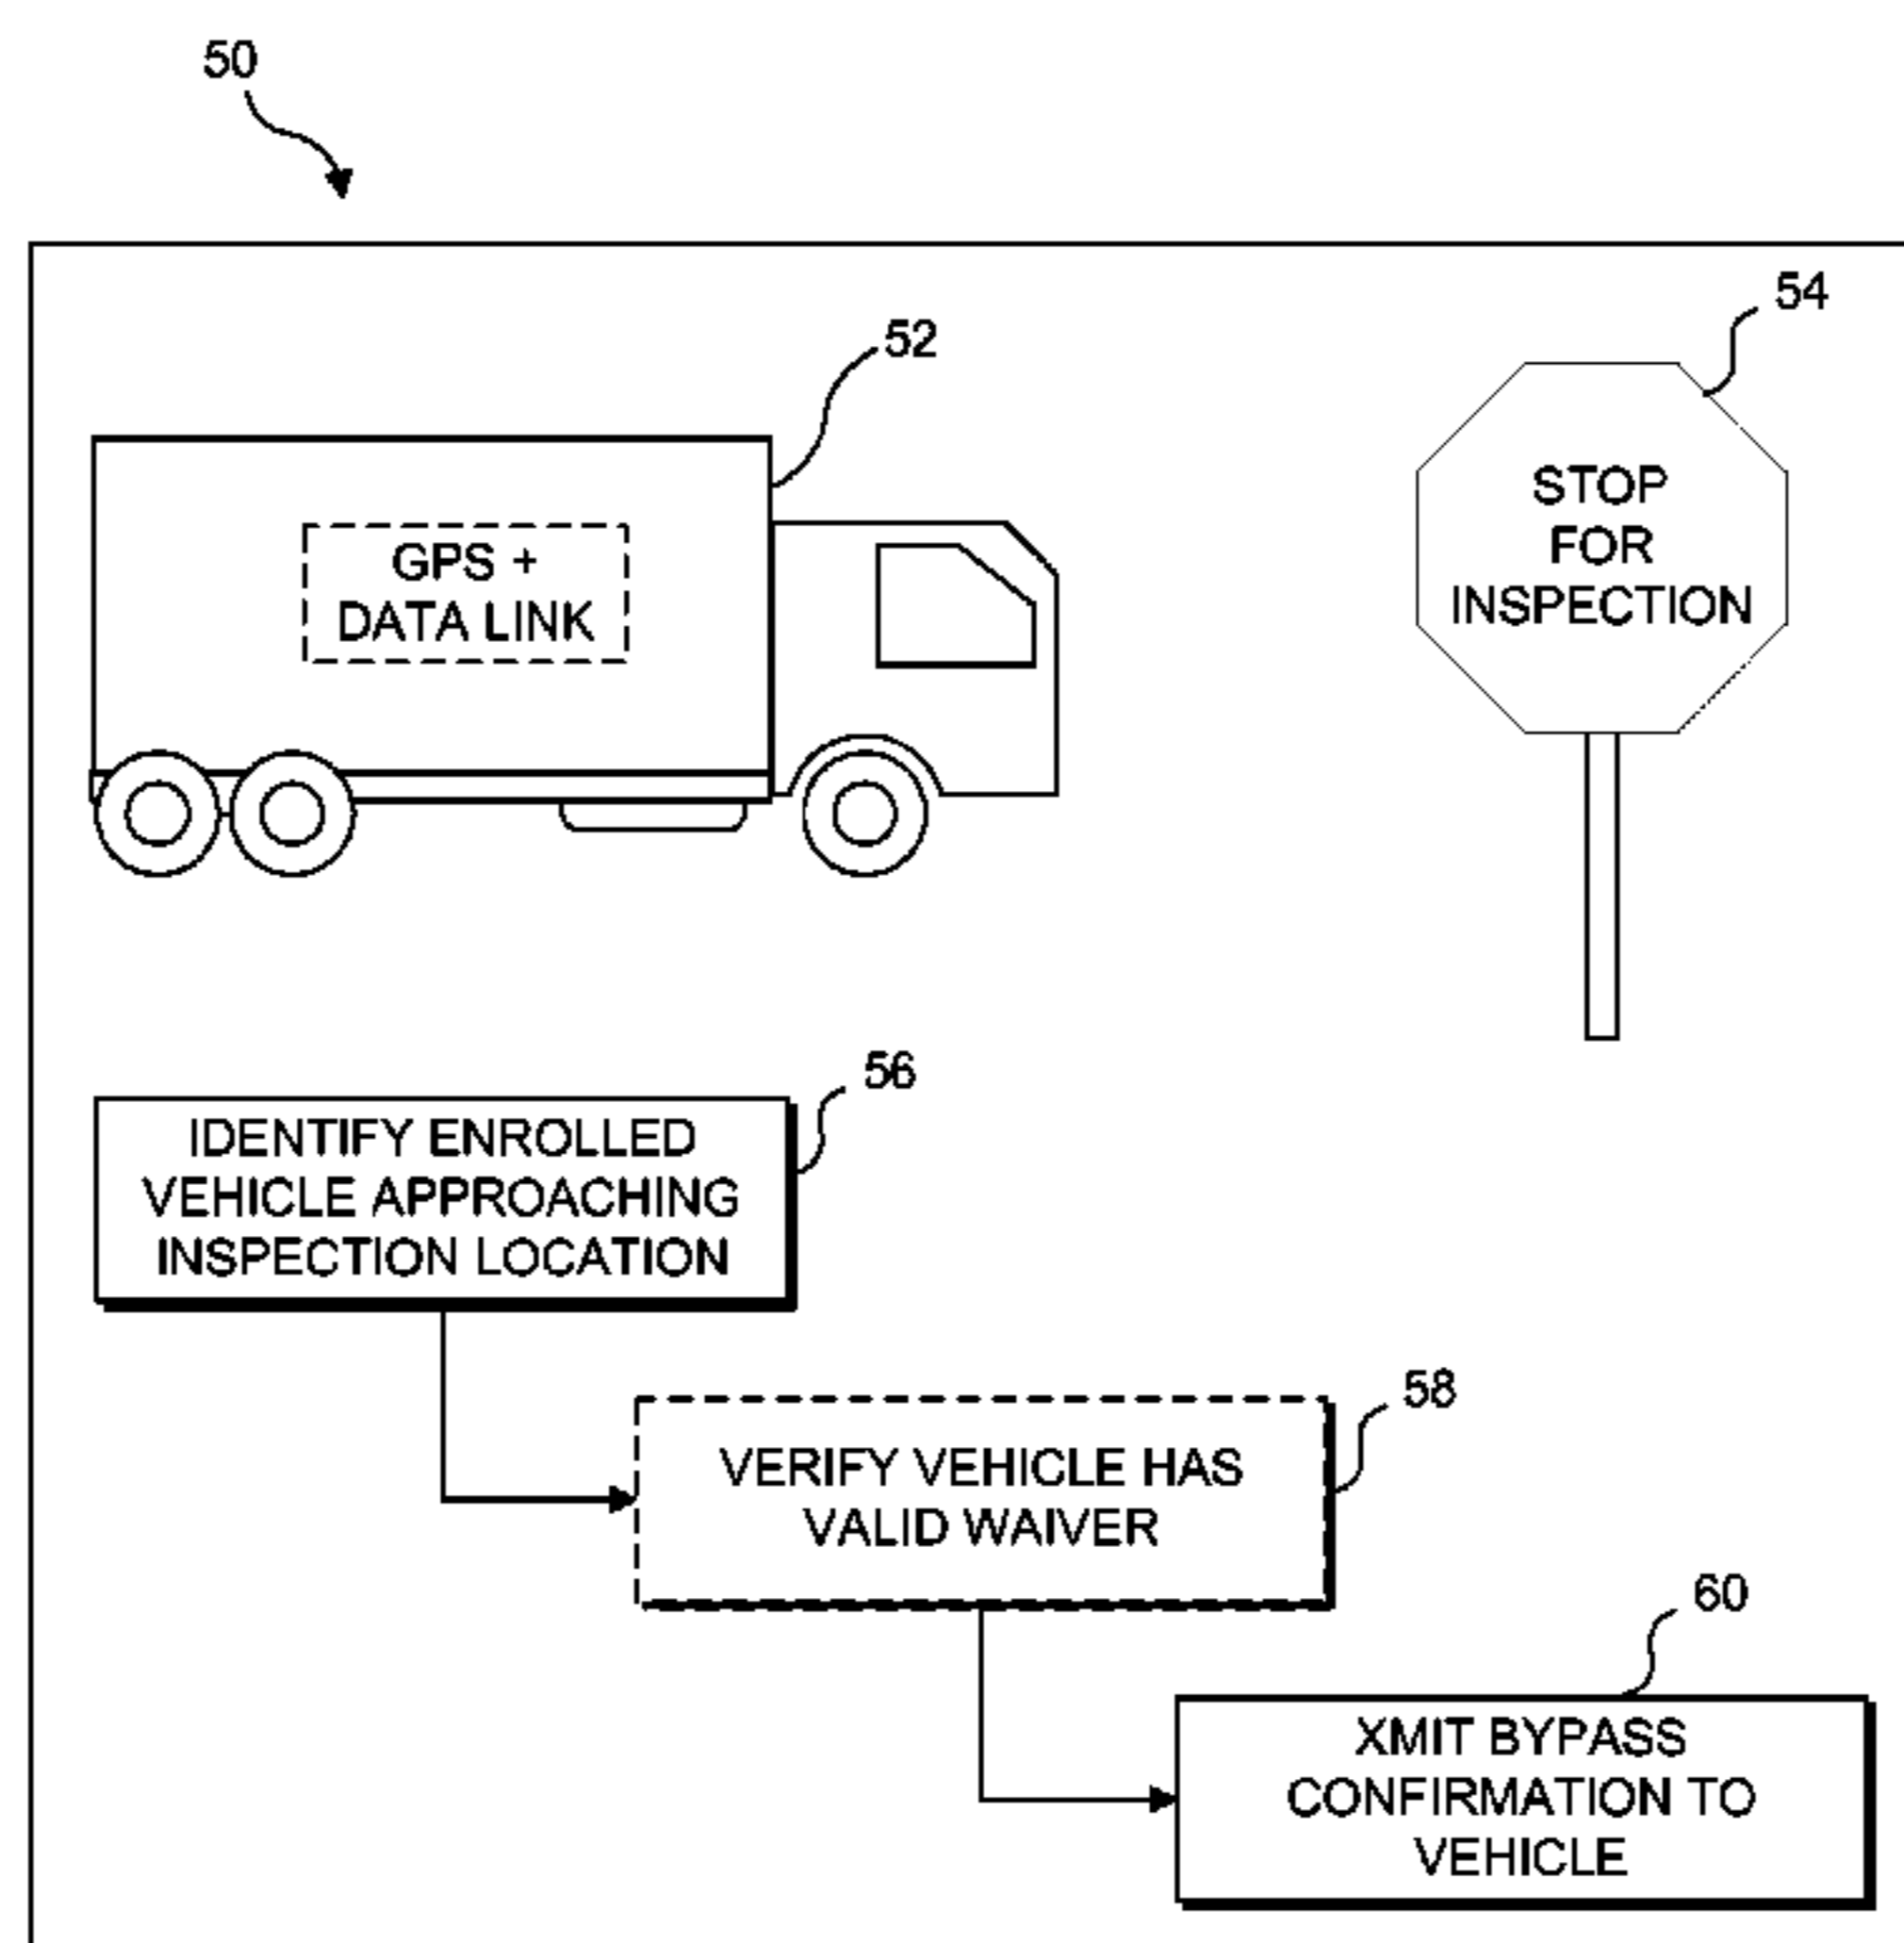 50
54
52
STOP
FOR
INSPECTION
GPS +
DATA LINK
56
IDENTIFY ENROLLED
VEHICLE APPROACHING
INSPECTION LOCATION
58
VERIFY VEHICLE HAS
VALID WAIVER
60
XMIT BYPASS
CONFIRMATION TO
VEHICLE